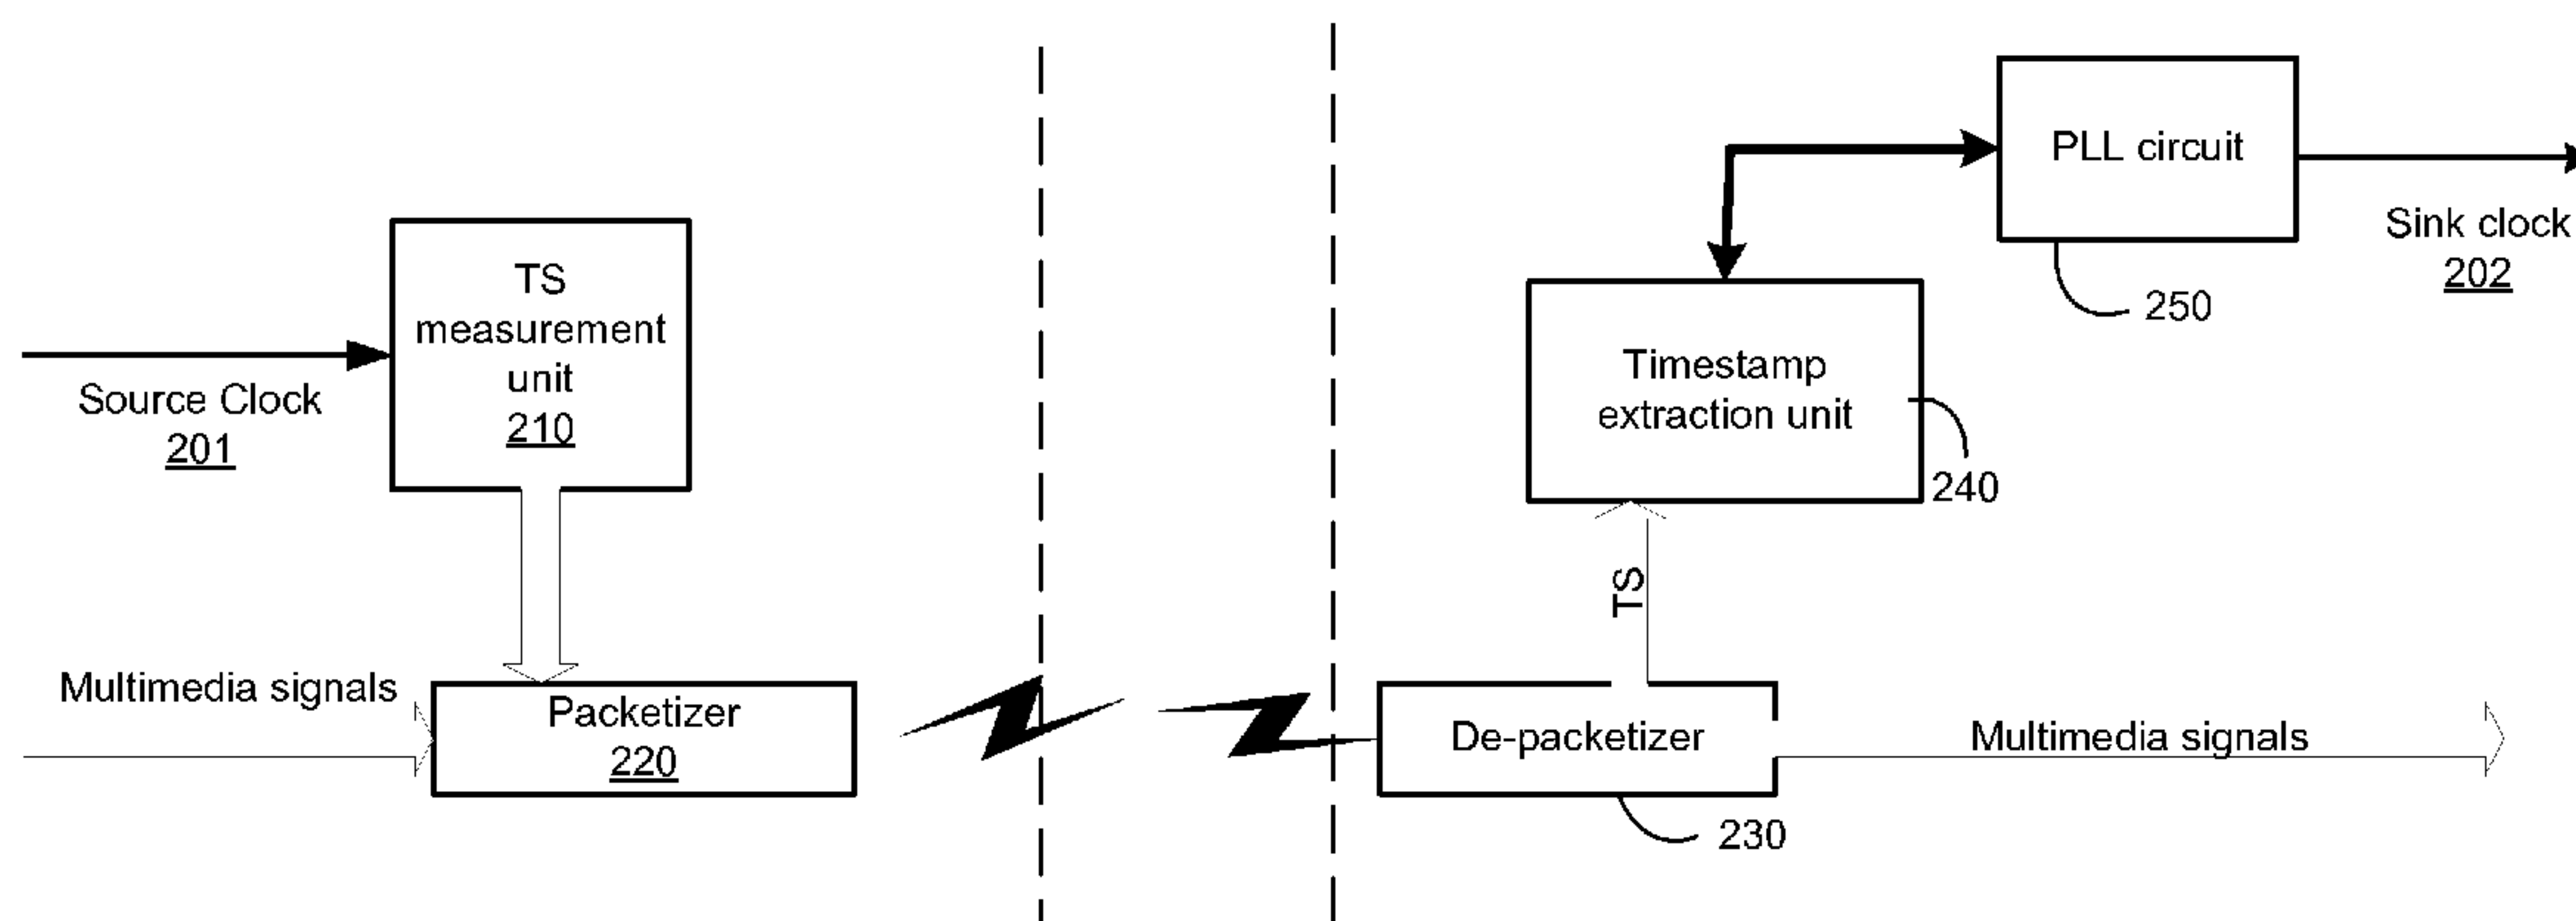 Source Clock
201
TS
measurement
unit
210
Multimedia signals
Packetizer
220
PLL circuit
250
Sink clock
202
Timestamp
extraction unit
240
TS
De-packetizer
230
Multimedia signals